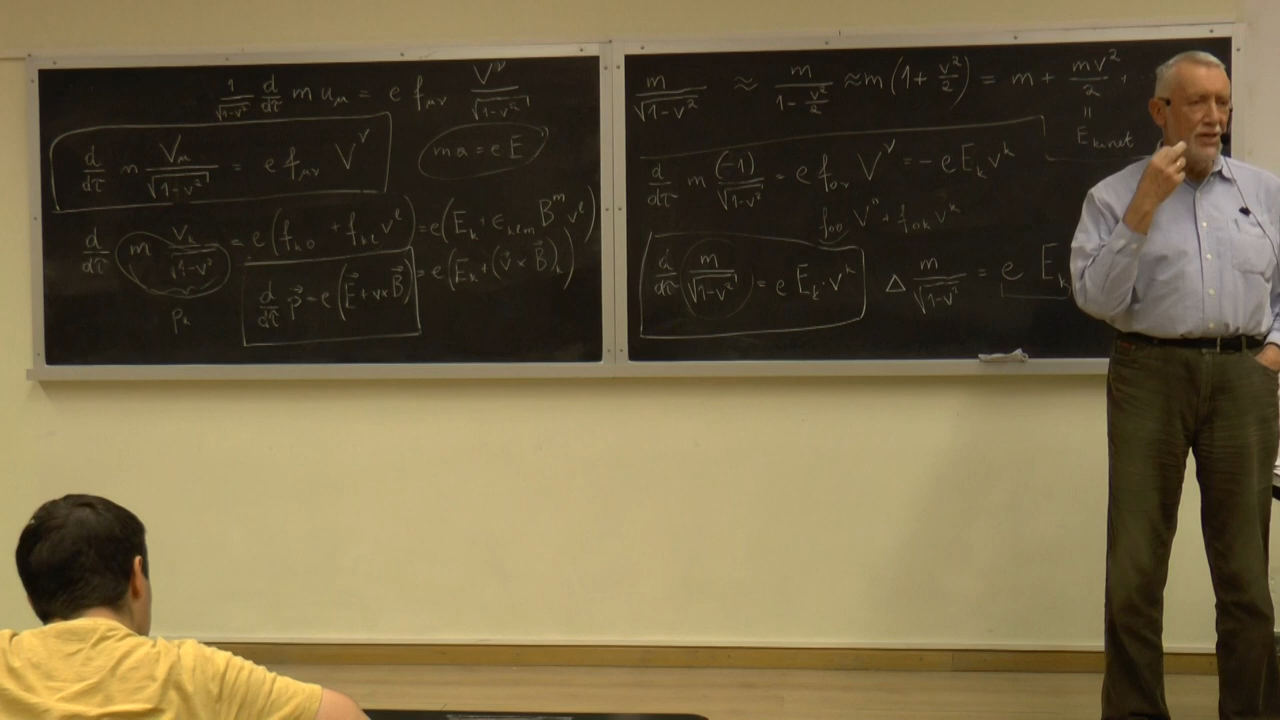 1/√(1-v²) d/dτ m u_μ = e f_μν V^ν/√(1-v²)
d/dτ m V_μ/√(1-v²) = e f_μν V^ν
ma = eE
d/dτ m V_k/√(1-v²) = e(f_k0 + f_kl v^l) = e(E_k + ε_klm B^m v^l)
= e(E_k + (v⃗ × B⃗)_k)
p_k
d/dτ p⃗ = e(E⃗ + v × B⃗)
m/√(1-v²) ≈ m/(1 - v²/2) ≈ m(1 + v²/2) = m + mv²/2 +
=
E kinet
d/dτ m (-1)/√(1-v²) = e f_0ν V^ν = -e E_k v^k
f_00 V^0 + f_0k v^k
d/dτ m/√(1-v²) = e E_k · v^k
Δ m/√(1-v²) = e E_k